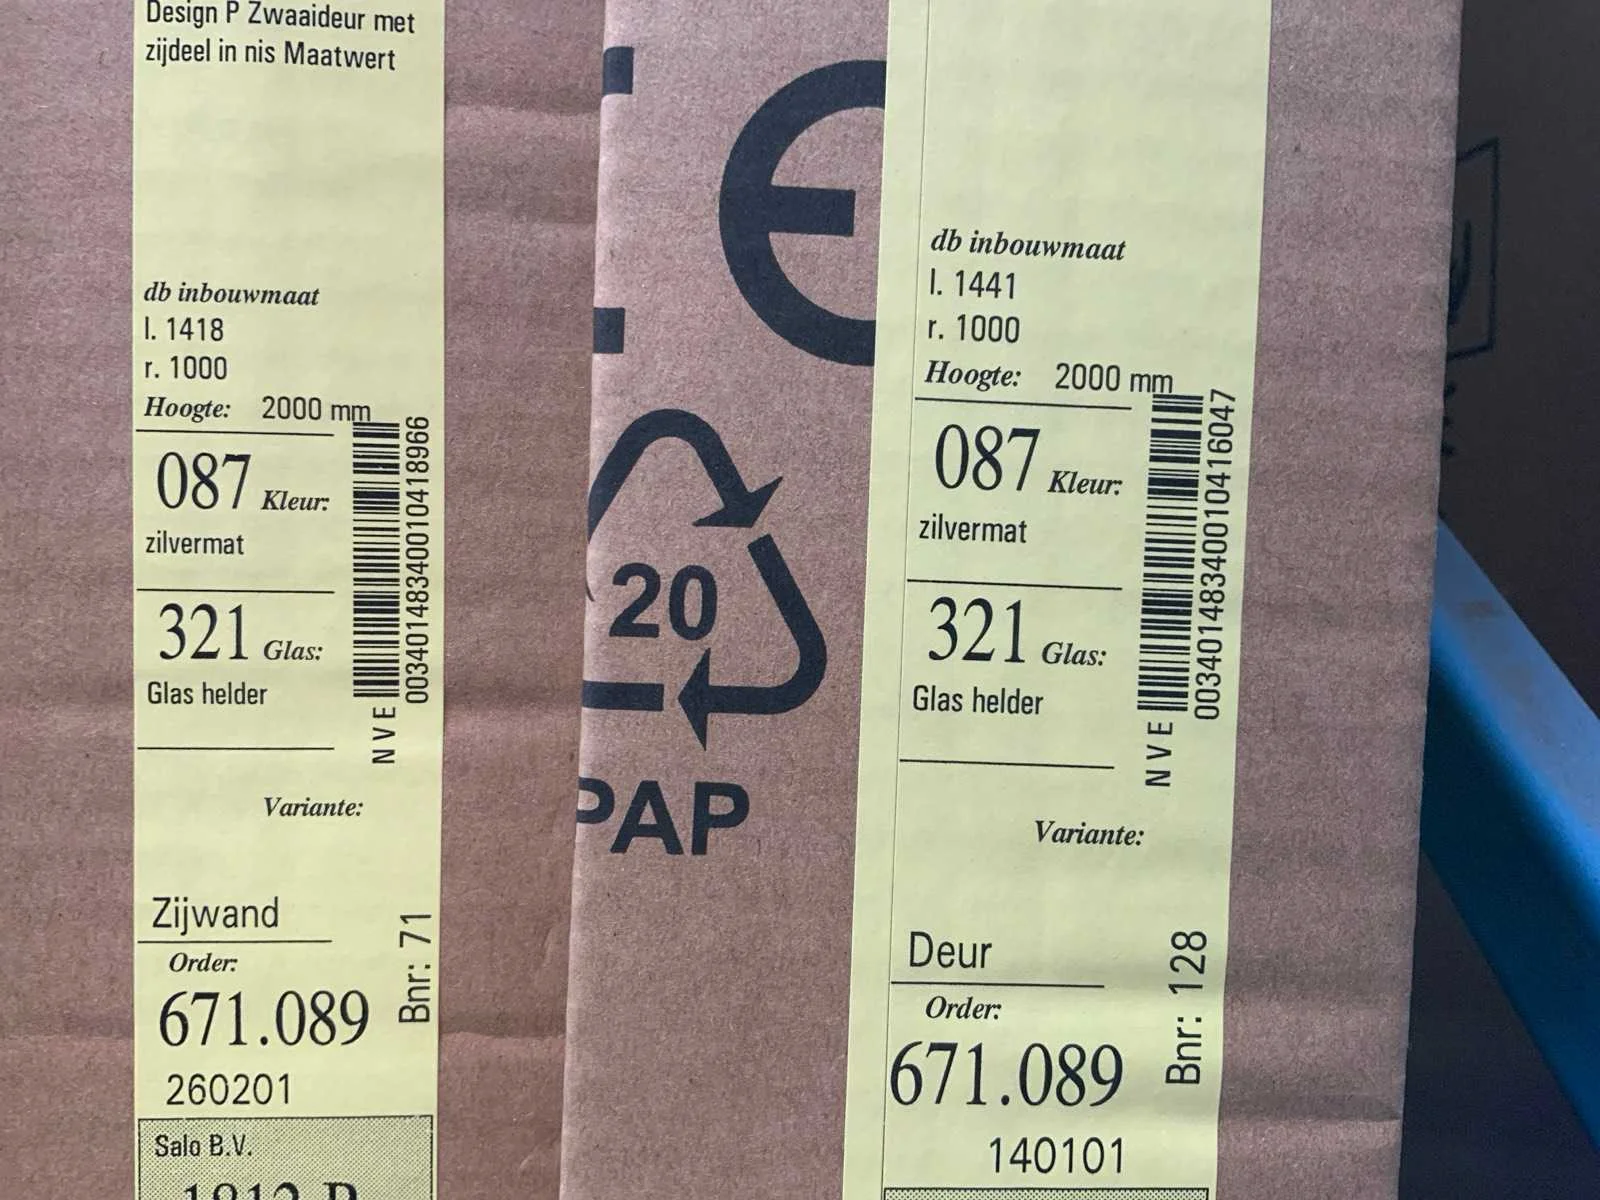 Design P Zwaaideur met
zijdeel in nis Maatwert
db inbouwmaat
l. 1418
r. 1000
Hoogte: 2000 mm
087 Kleur:
zilvermat
321 Glas:
Glas helder
NVE
00340148340010418966
Variante:
Zijwand
Bnr: 71
Order:
671.089
260201
Salo B.V.
20
PAP
db inbouwmaat
l. 1441
r. 1000
Hoogte: 2000 mm
087 Kleur:
zilvermat
321 Glas:
Glas helder
NVE
00340148340010416047
Variante:
Deur
Bnr: 128
Order:
671.089
140101